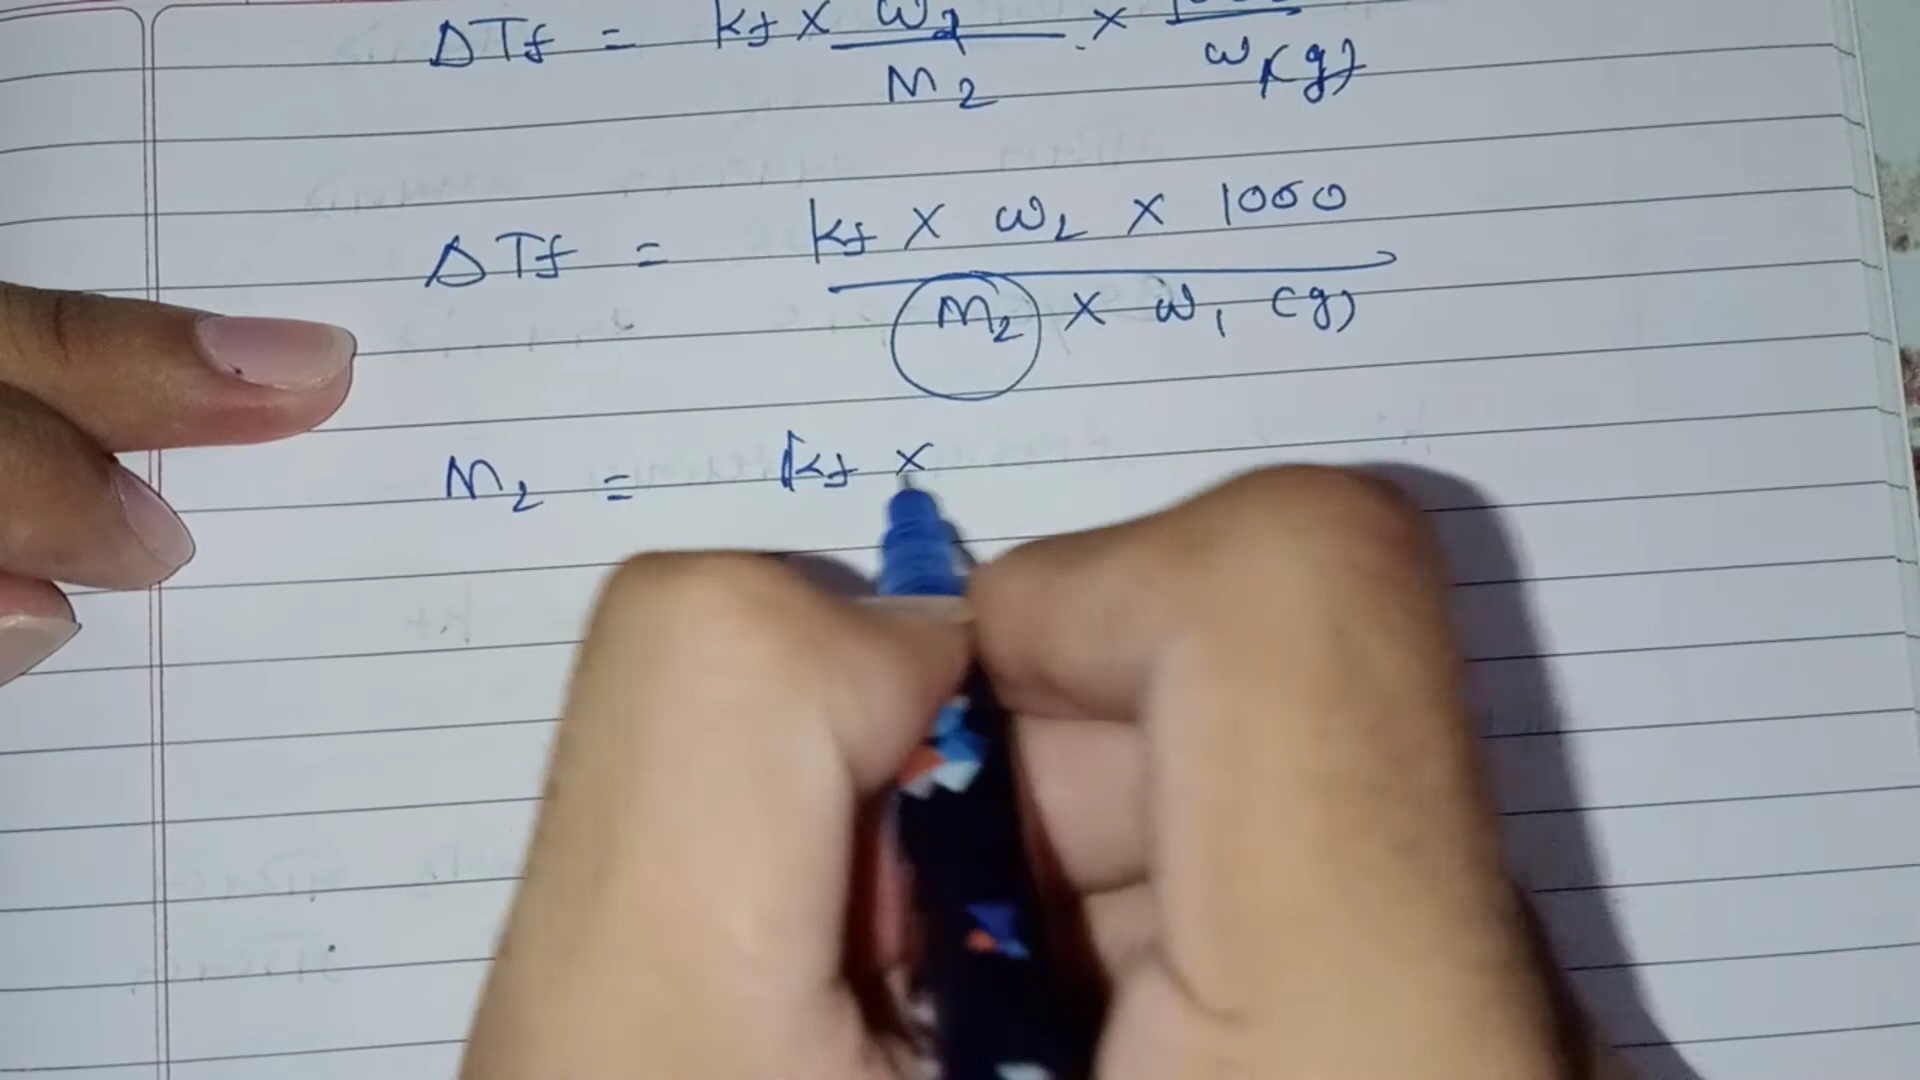 ΔTf = kf × w2 / M2 × 1000 / w1(g)
ΔTf = kf × w2 × 1000 / M2 × w1 (g)
M2 = kf ×